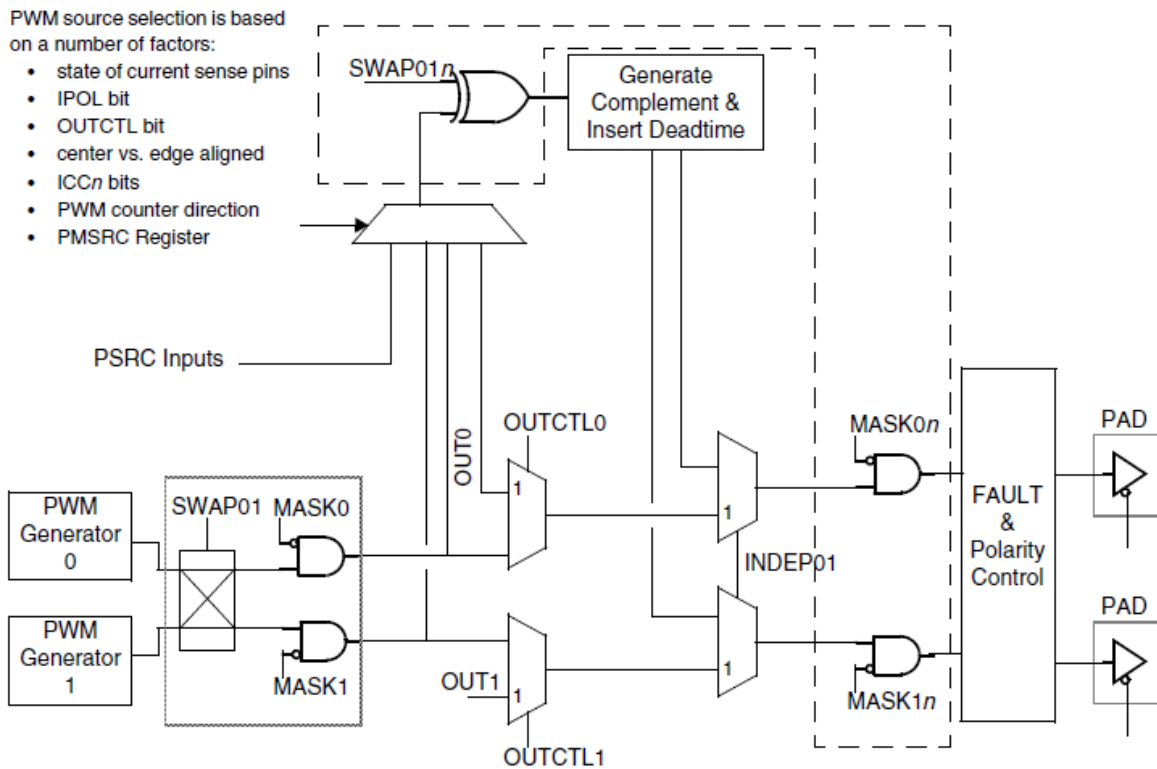 PWM source selection is based
on a number of factors:
• state of current sense pins
• IPOL bit
• OUTCTL bit
• center vs. edge aligned
• ICCn bits
• PWM counter direction
• PMSRC Register
SWAP01n
Generate
Complement &
Insert Deadtime
PSRC Inputs
OUT0
OUTCTL0
1
MASK0n
PAD
PWM
Generator
0
SWAP01
MASK0
1
INDEP01
FAULT
&
Polarity
Control
PWM
Generator
1
MASK1
OUT1
1
OUTCTL1
1
MASK1n
PAD